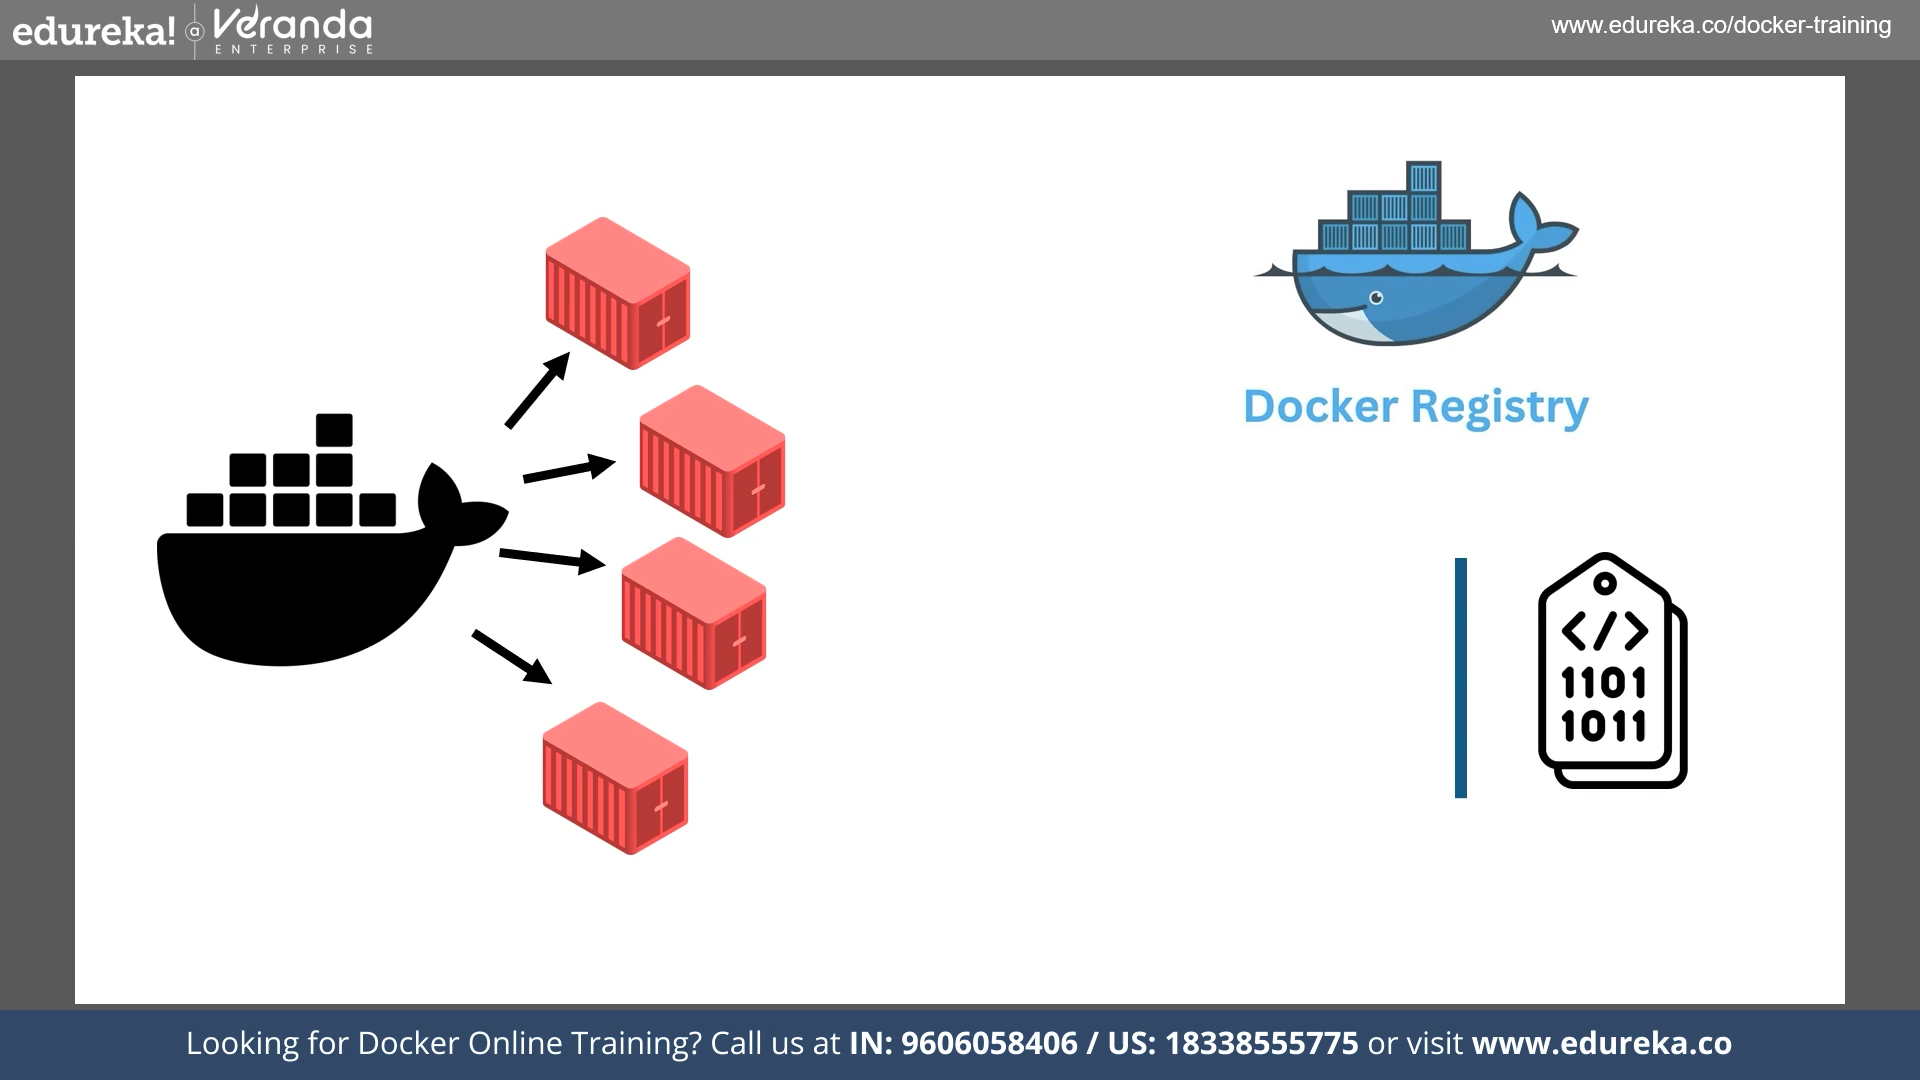 edureka! a Veranda
ENTERPRISE
www.edureka.co/docker-training
Docker Registry
</>
1101
1011
Looking for Docker Online Training? Call us at IN: 9606058406 / US: 18338555775 or visit www.edureka.co